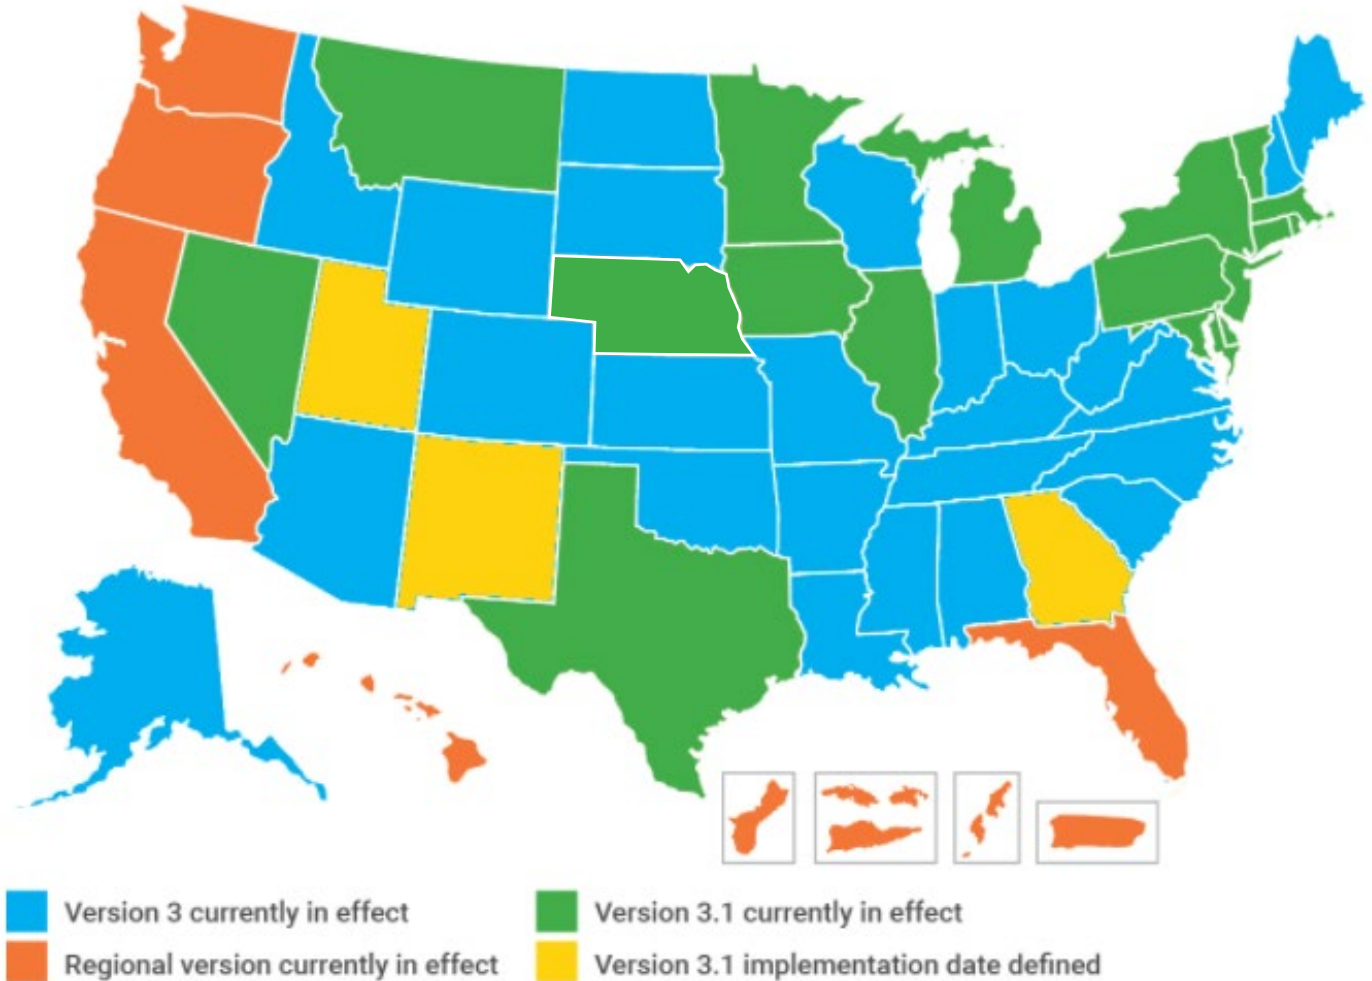 Version 3 currently in effect
Version 3.1 currently in effect
Regional version currently in effect
Version 3.1 implementation date defined